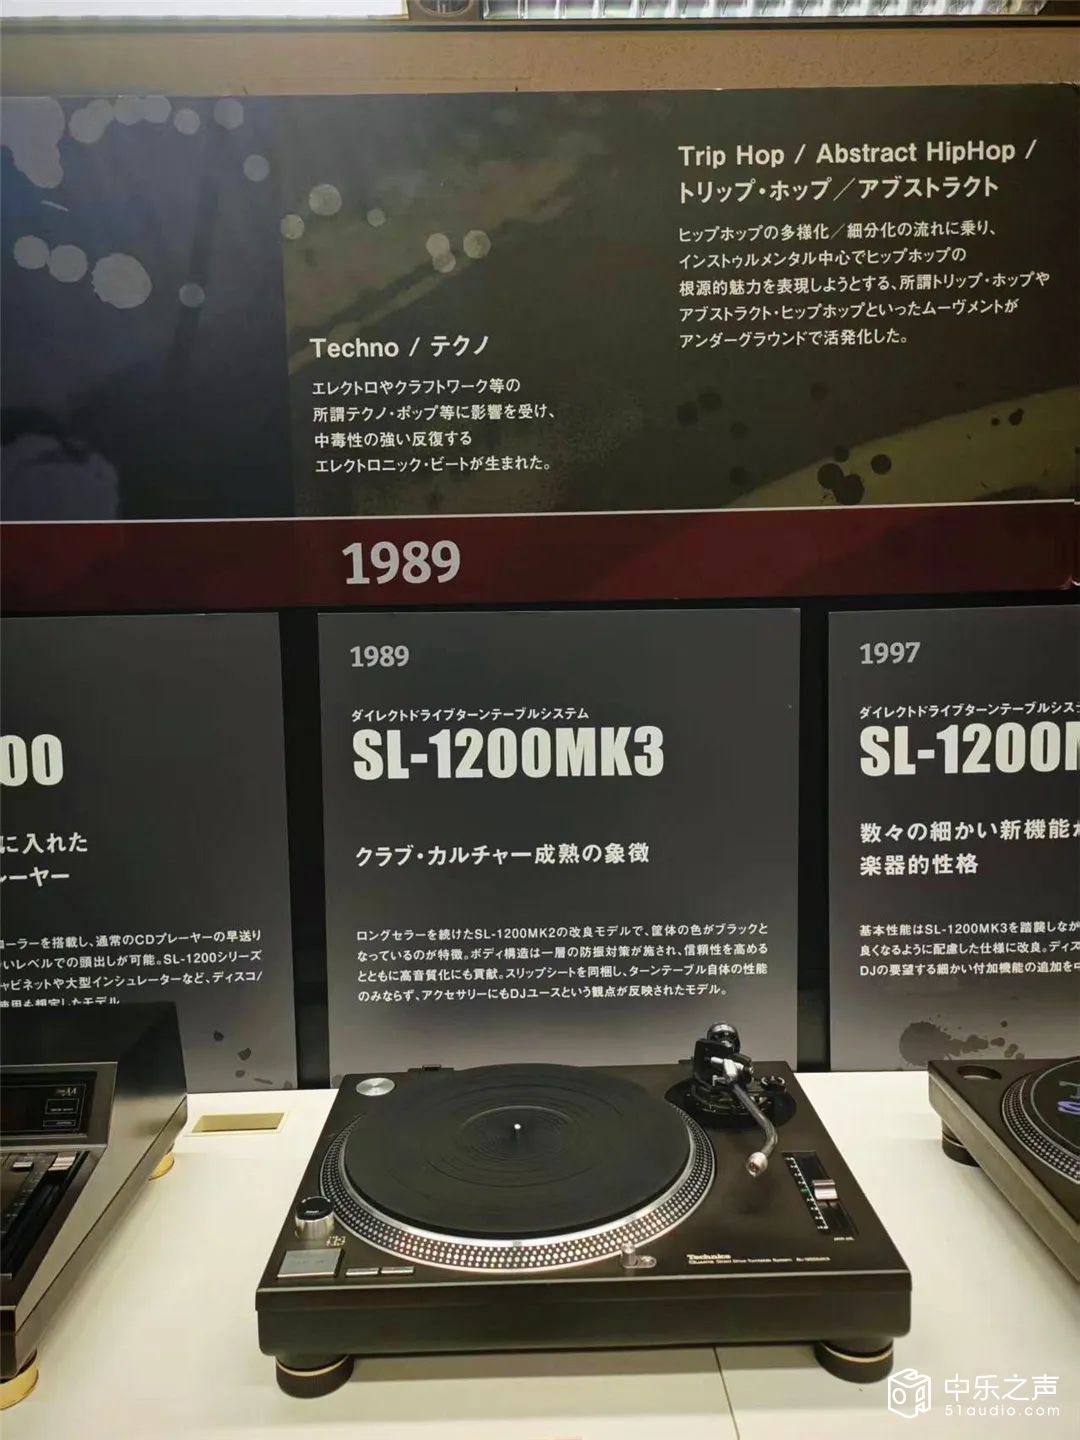 Trip Hop / Abstract HipHop /
トリップ・ホップ／アブストラクト
ヒップホップの多様化／細分化の流れに乗り、
インストゥルメンタル中心でヒップホップの
根源的魅力を表現しようとする、所謂トリップ・ホップや
アブストラクト・ヒップホップといったムーヴメントが
アンダーグラウンドで活発化した。
Techno / テクノ
エレクトロやクラフトワーク等の
所謂テクノ・ポップ等に影響を受け、
中毒性の強い反復する
エレクトロニック・ビートが生まれた。
1989
00
に入れた
レーヤー
ローラーを搭載し、通常のCDプレーヤーの早送り
いレベルでの頭出しが可能。SL-1200シリーズ
ャビネットや大型インシュレーターなど、ディスコ/
使用も想定したモデル
1989
ダイレクトドライブターンテーブルシステム
SL-1200MK3
クラブ・カルチャー成熟の象徴
ロングセラーを続けたSL-1200MK2の改良モデルで、筐体の色がブラックと
なっているのが特徴。ボディ構造は一層の防振対策が施され、信頼性を高める
とともに高音質化にも貢献。スリップシートを同梱し、ターンテーブル自体の性能
のみならず、アクセサリーにもDJユースという観点が反映されたモデル。
1997
ダイレクトドライブターンテーブルシス
SL-1200M
数々の細かい新機能
楽器的性格
基本性能はSL-1200MK3を踏襲しなが
良くなるように配慮した仕様に改良。ディス
DJの要望する細かい付加機能の追加を
Technics
Quartz Direct Drive Turntable System SL-1200MK3
中乐之声
51audio.com